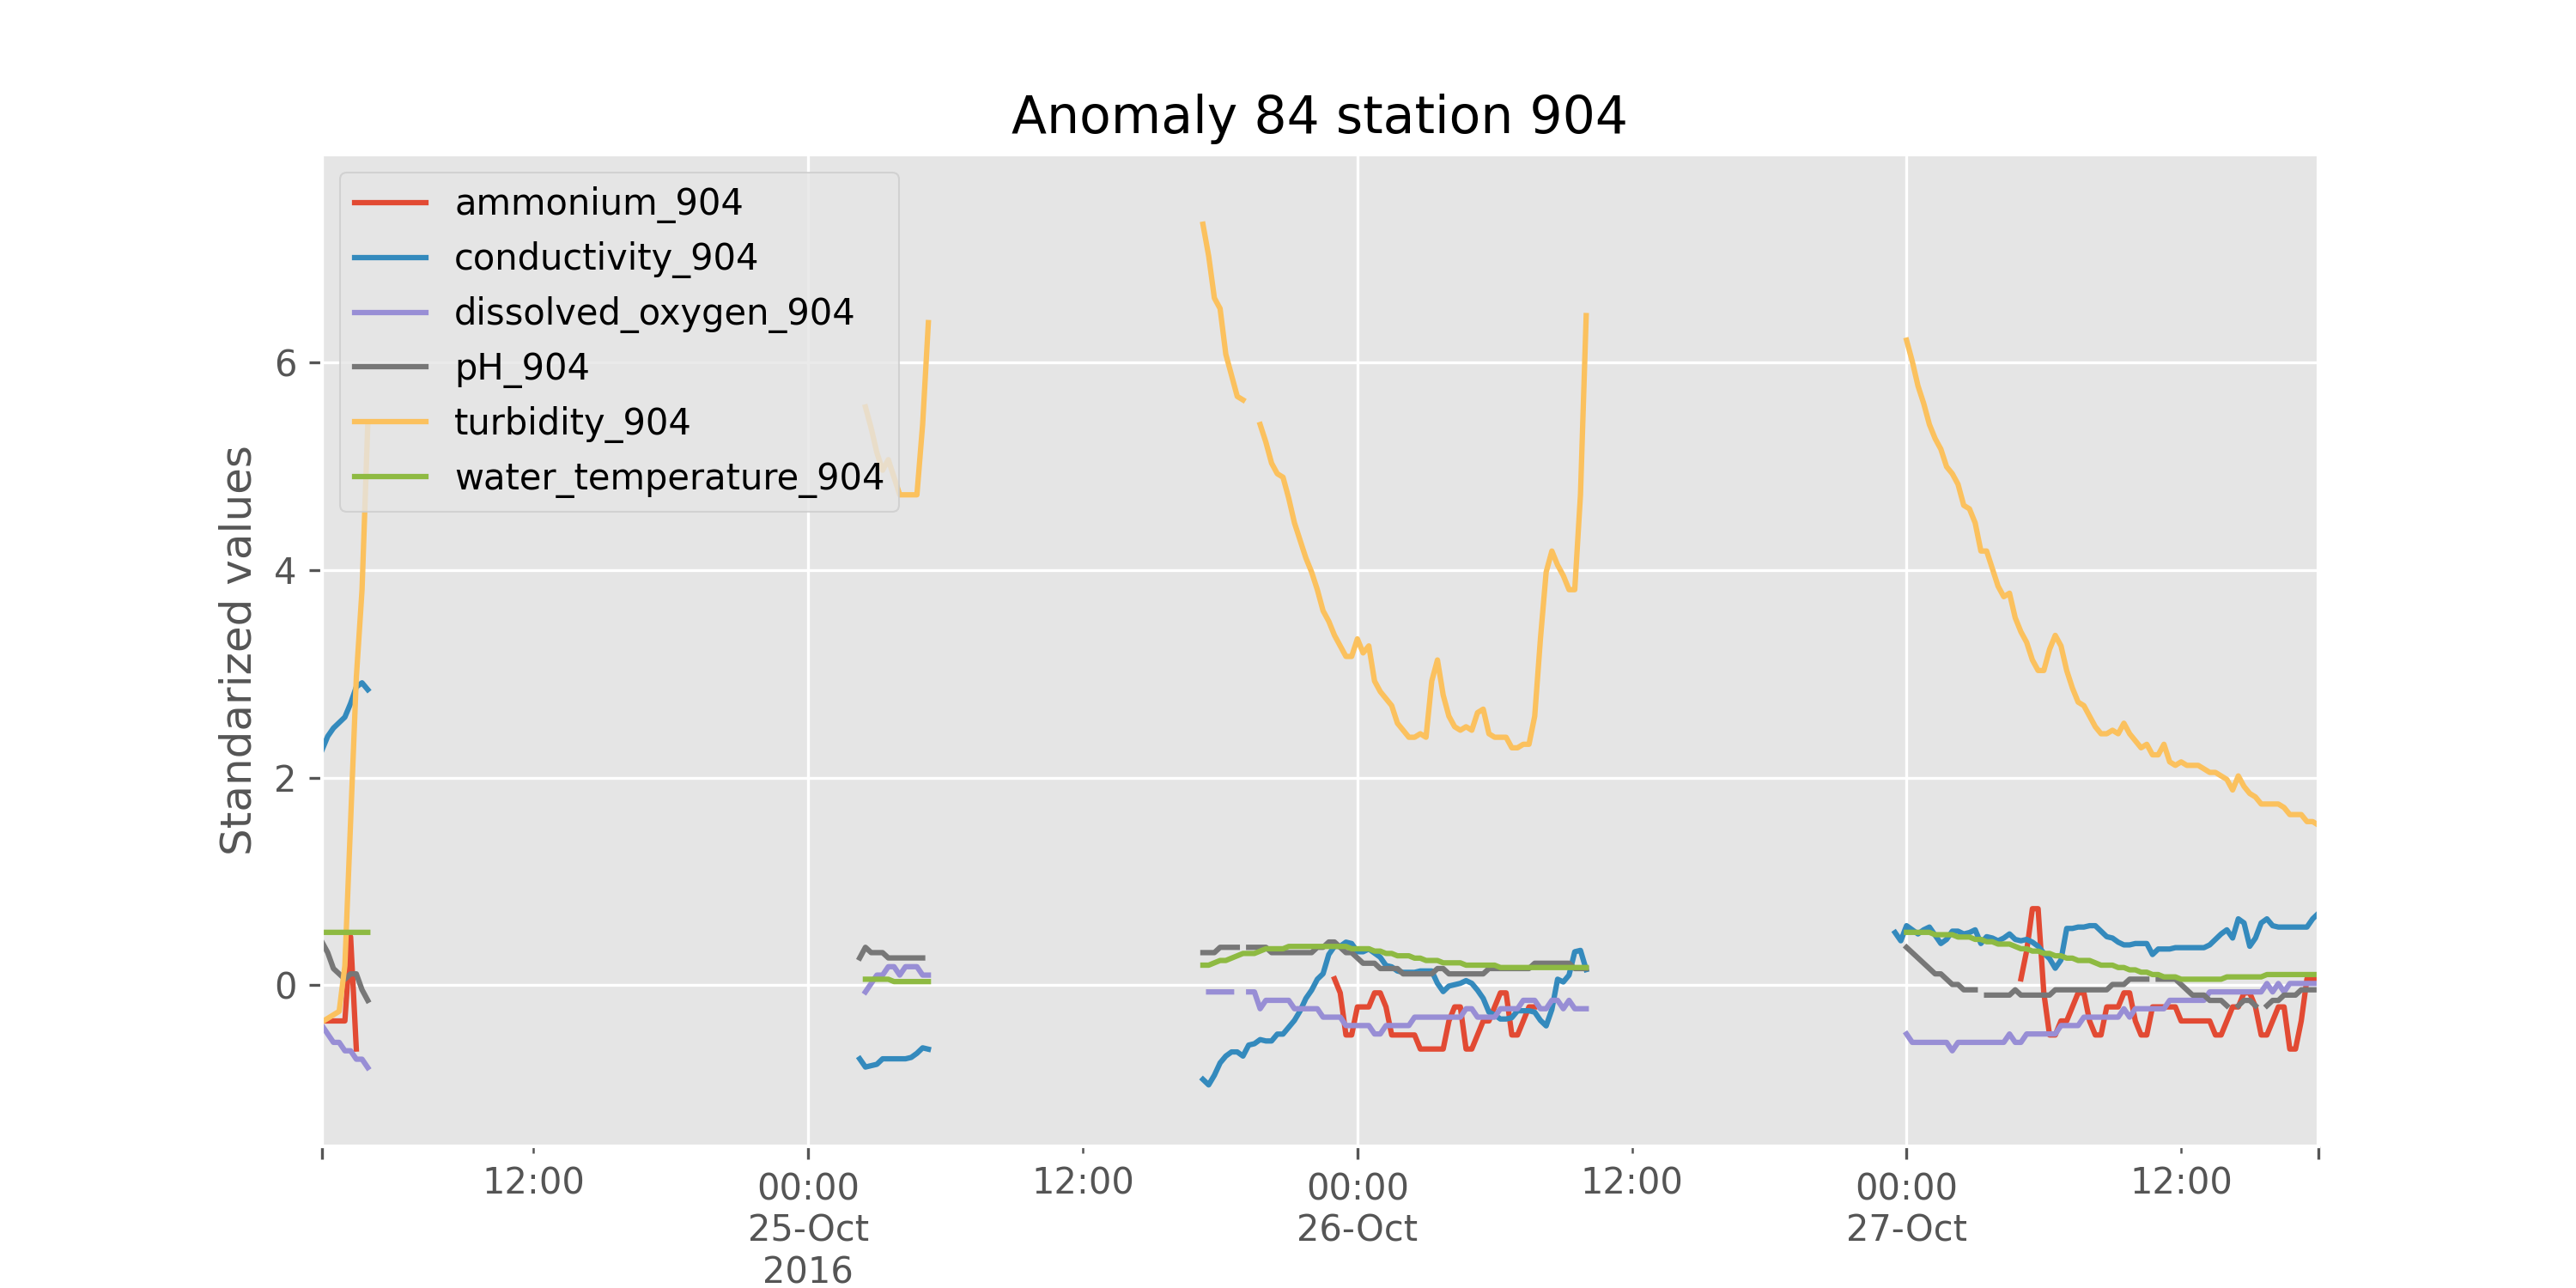 Anomaly 84 station 904
ammonium_904
conductivity_904
dissolved_oxygen_904
pH_904
turbidity_904
water_temperature_904
Standarized values
6
4
2
0
12:00
00:00
25-Oct
2016
12:00
00:00
26-Oct
12:00
00:00
27-Oct
12:00